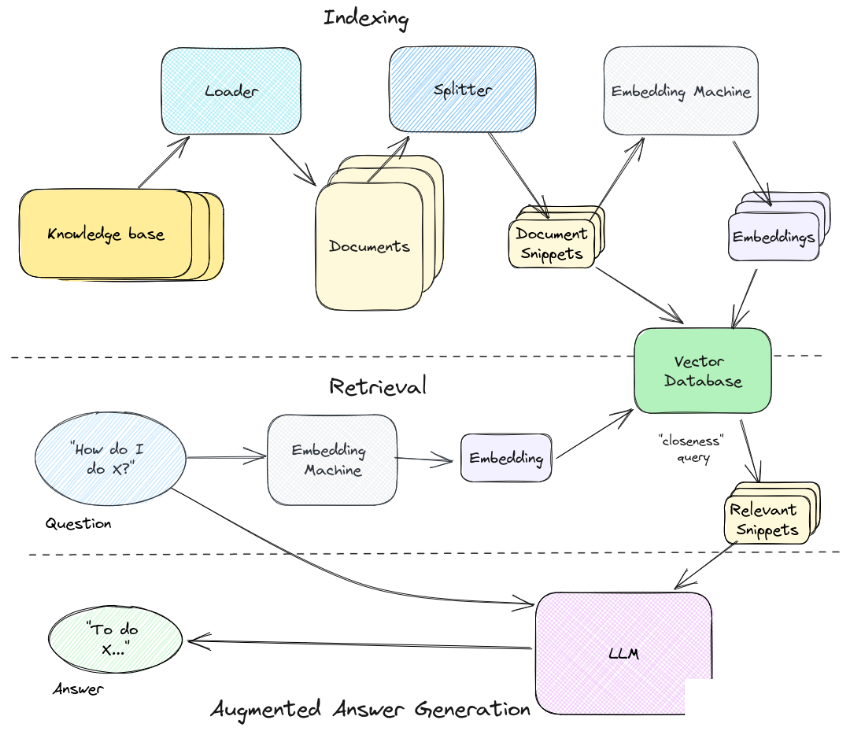 Indexing
Loader
Splitter
Embedding Machine
Knowledge base
Documents
Document
Snippets
Embeddings
Vector
Database
Retrieval
"How do I
do X?"
Question
Embedding
Machine
Embedding
"closeness"
query
Relevant
Snippets
"To do
X..."
Answer
LLM
Augmented Answer Generation